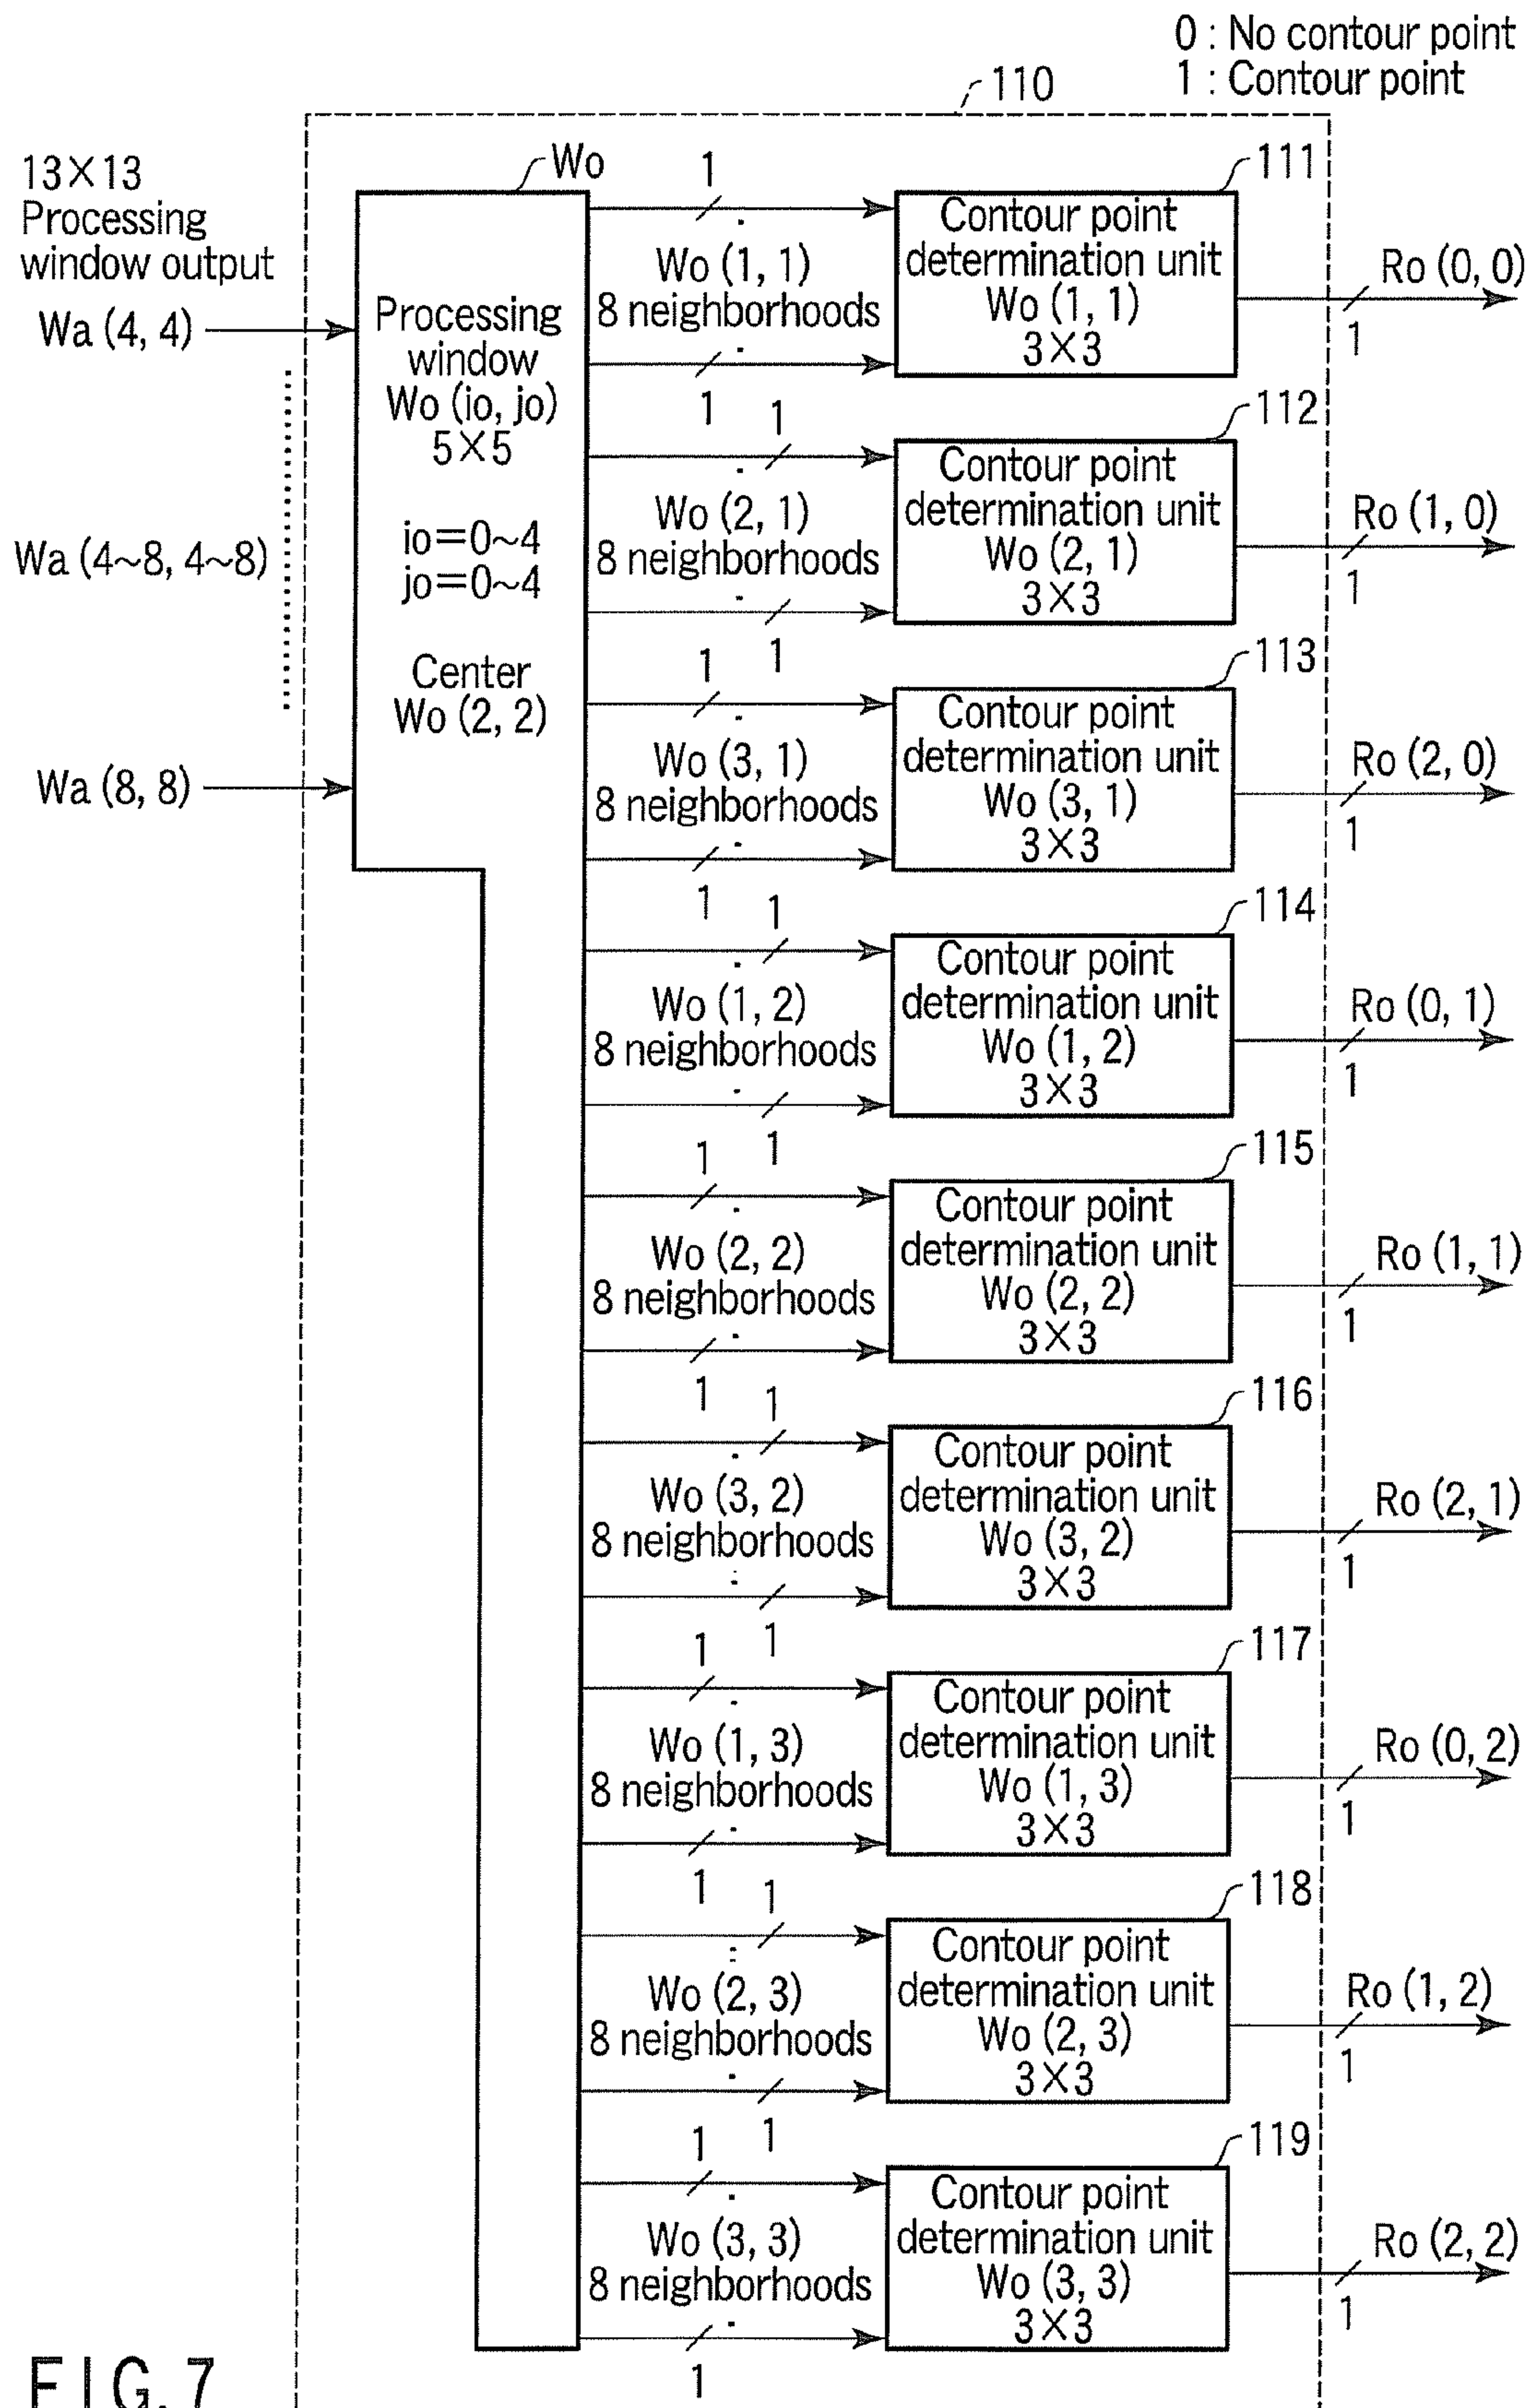 0 : No contour point
1 : Contour point
110
13×13
Processing
window output
Wa (4, 4)
Wa (4~8, 4~8)
Wa (8, 8)
Wo
Processing
window
Wo (io, jo)
5×5
io=0~4
jo=0~4
Center
Wo (2, 2)
1
Wo (1, 1)
8 neighborhoods
1
111
Contour point
determination unit
Wo (1, 1)
3×3
Ro (0, 0)
1
1
Wo (2, 1)
8 neighborhoods
1
112
Contour point
determination unit
Wo (2, 1)
3×3
Ro (1, 0)
1
1
Wo (3, 1)
8 neighborhoods
1
113
Contour point
determination unit
Wo (3, 1)
3×3
Ro (2, 0)
1
1
Wo (1, 2)
8 neighborhoods
1
114
Contour point
determination unit
Wo (1, 2)
3×3
Ro (0, 1)
1
1
Wo (2, 2)
8 neighborhoods
1
115
Contour point
determination unit
Wo (2, 2)
3×3
Ro (1, 1)
1
1
Wo (3, 2)
8 neighborhoods
1
116
Contour point
determination unit
Wo (3, 2)
3×3
Ro (2, 1)
1
1
Wo (1, 3)
8 neighborhoods
1
117
Contour point
determination unit
Wo (1, 3)
3×3
Ro (0, 2)
1
1
Wo (2, 3)
8 neighborhoods
1
118
Contour point
determination unit
Wo (2, 3)
3×3
Ro (1, 2)
1
1
Wo (3, 3)
8 neighborhoods
1
119
Contour point
determination unit
Wo (3, 3)
3×3
Ro (2, 2)
1
FIG. 7